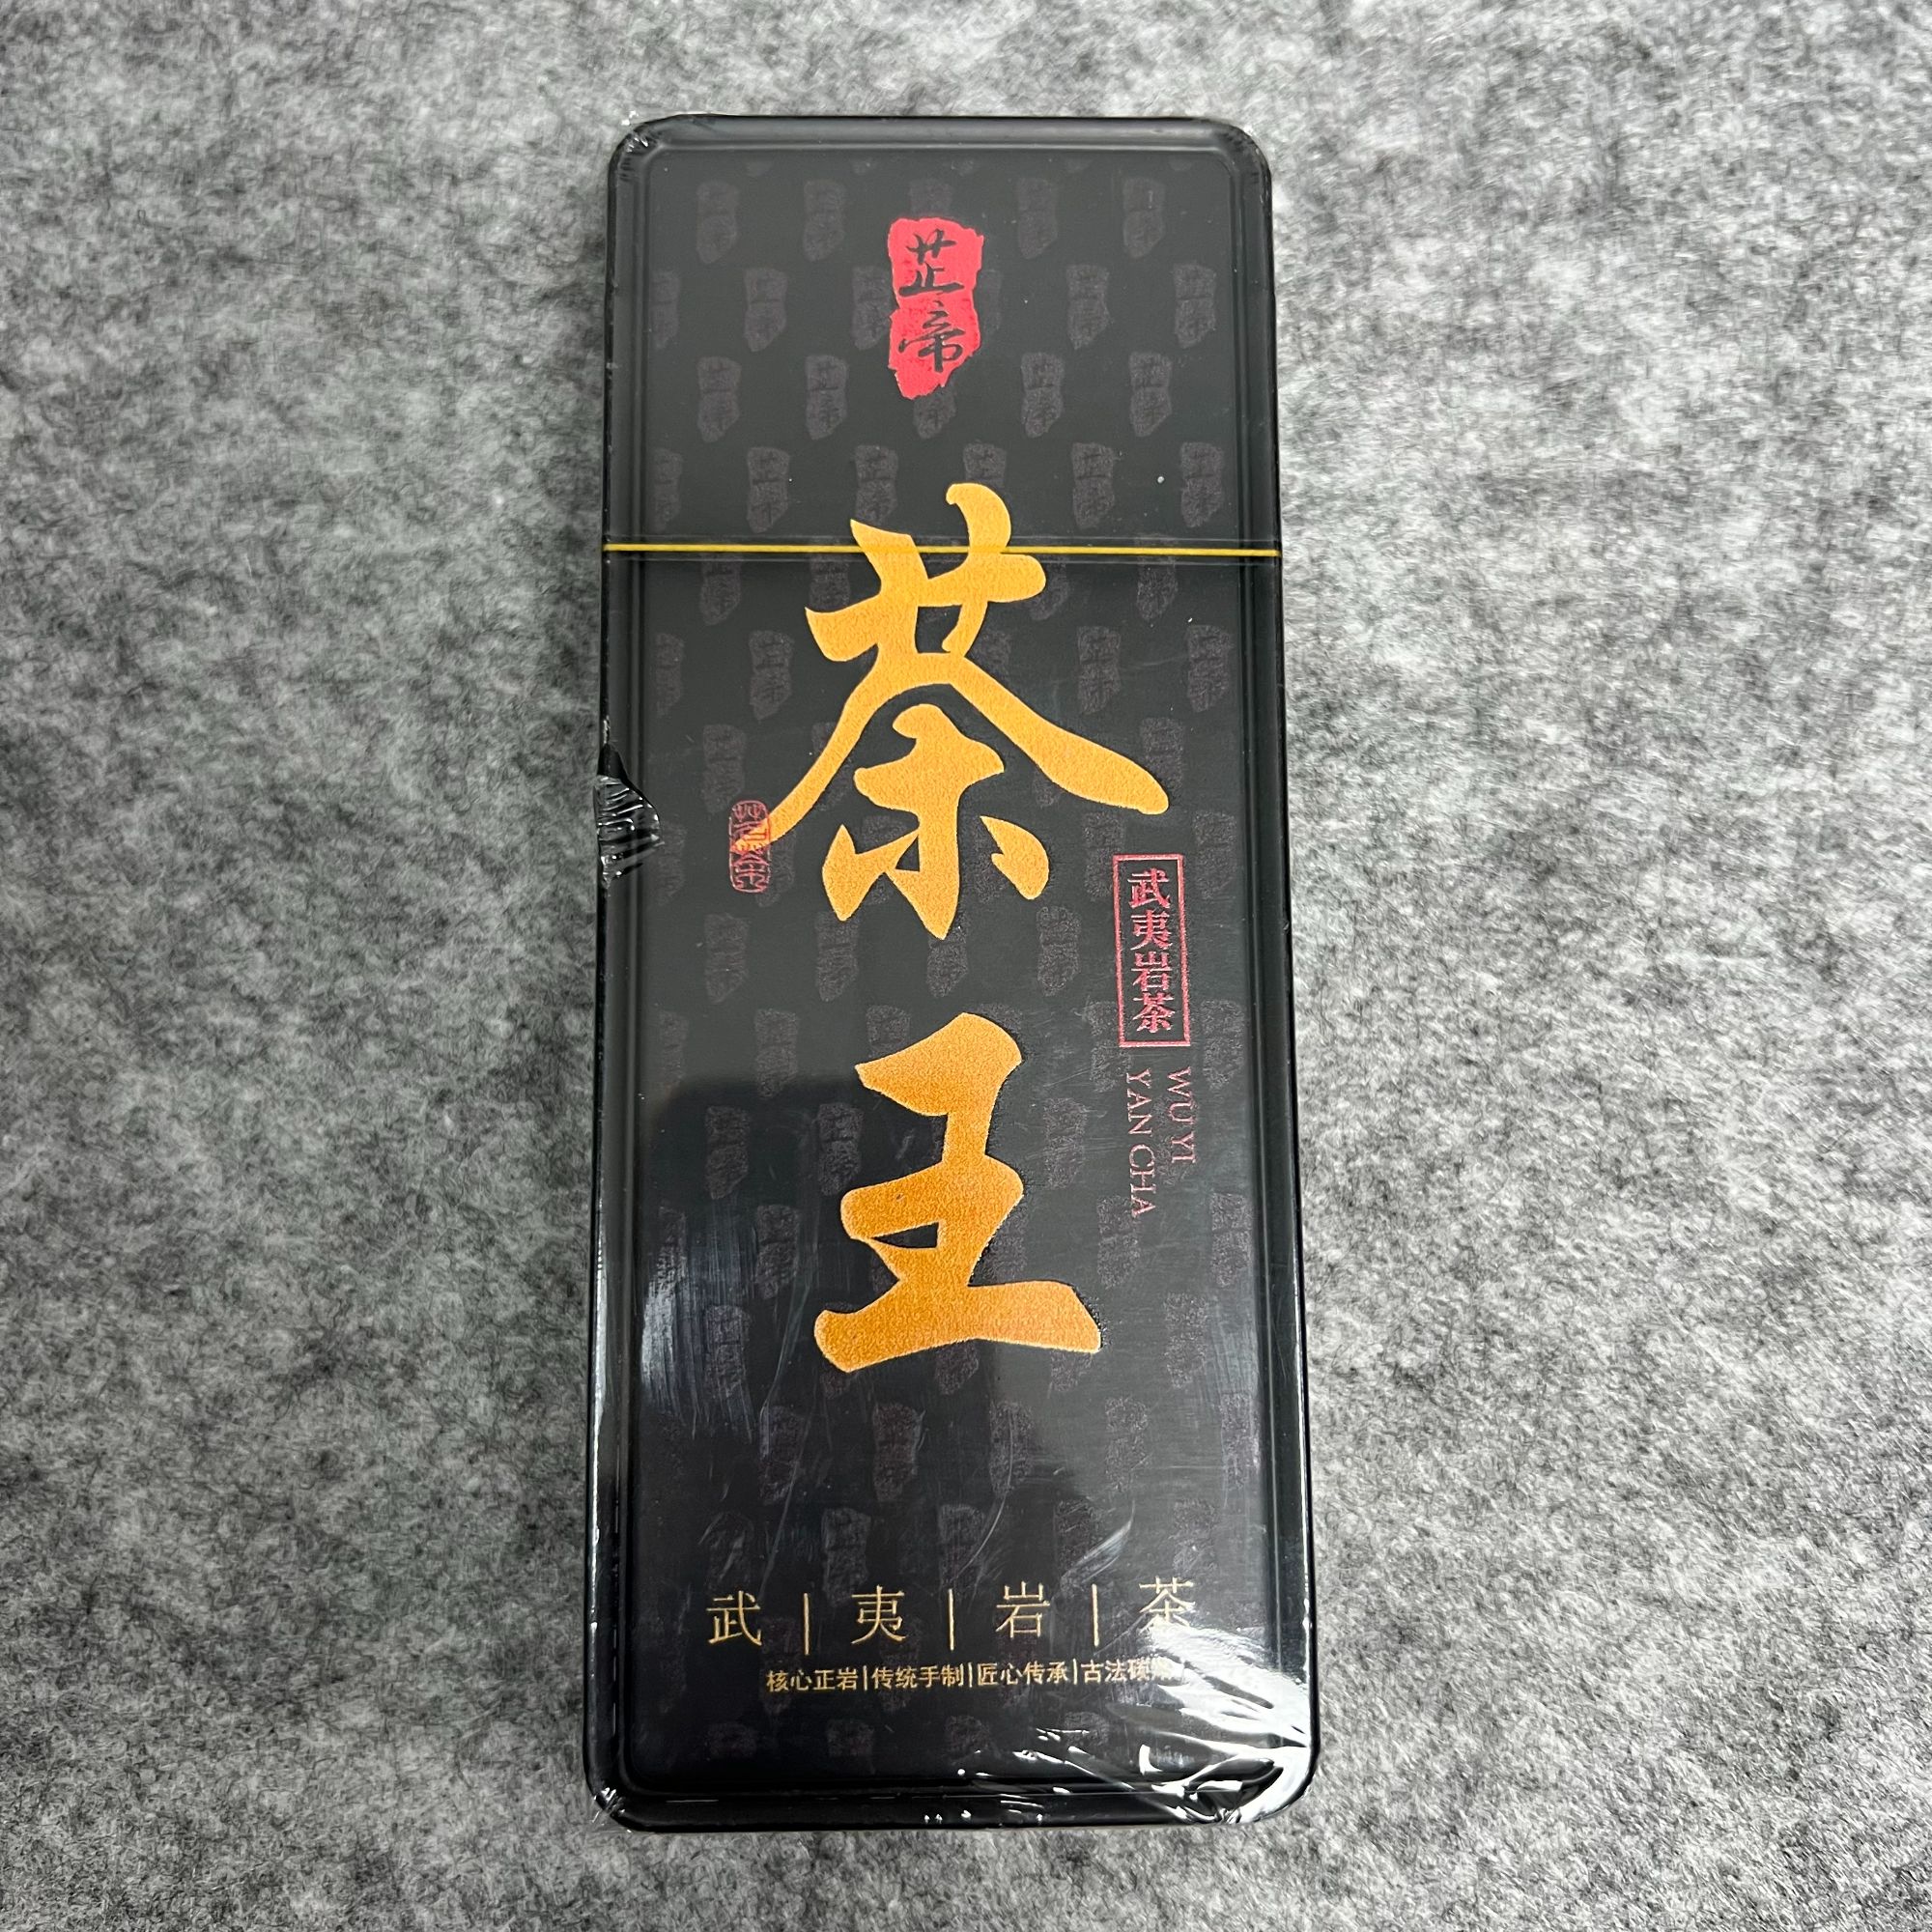 芷帝
茶王
武夷岩茶
WU YI
YAN CHA
武|夷|岩|茶
核心正岩|传统手制|匠心传承|古法碳